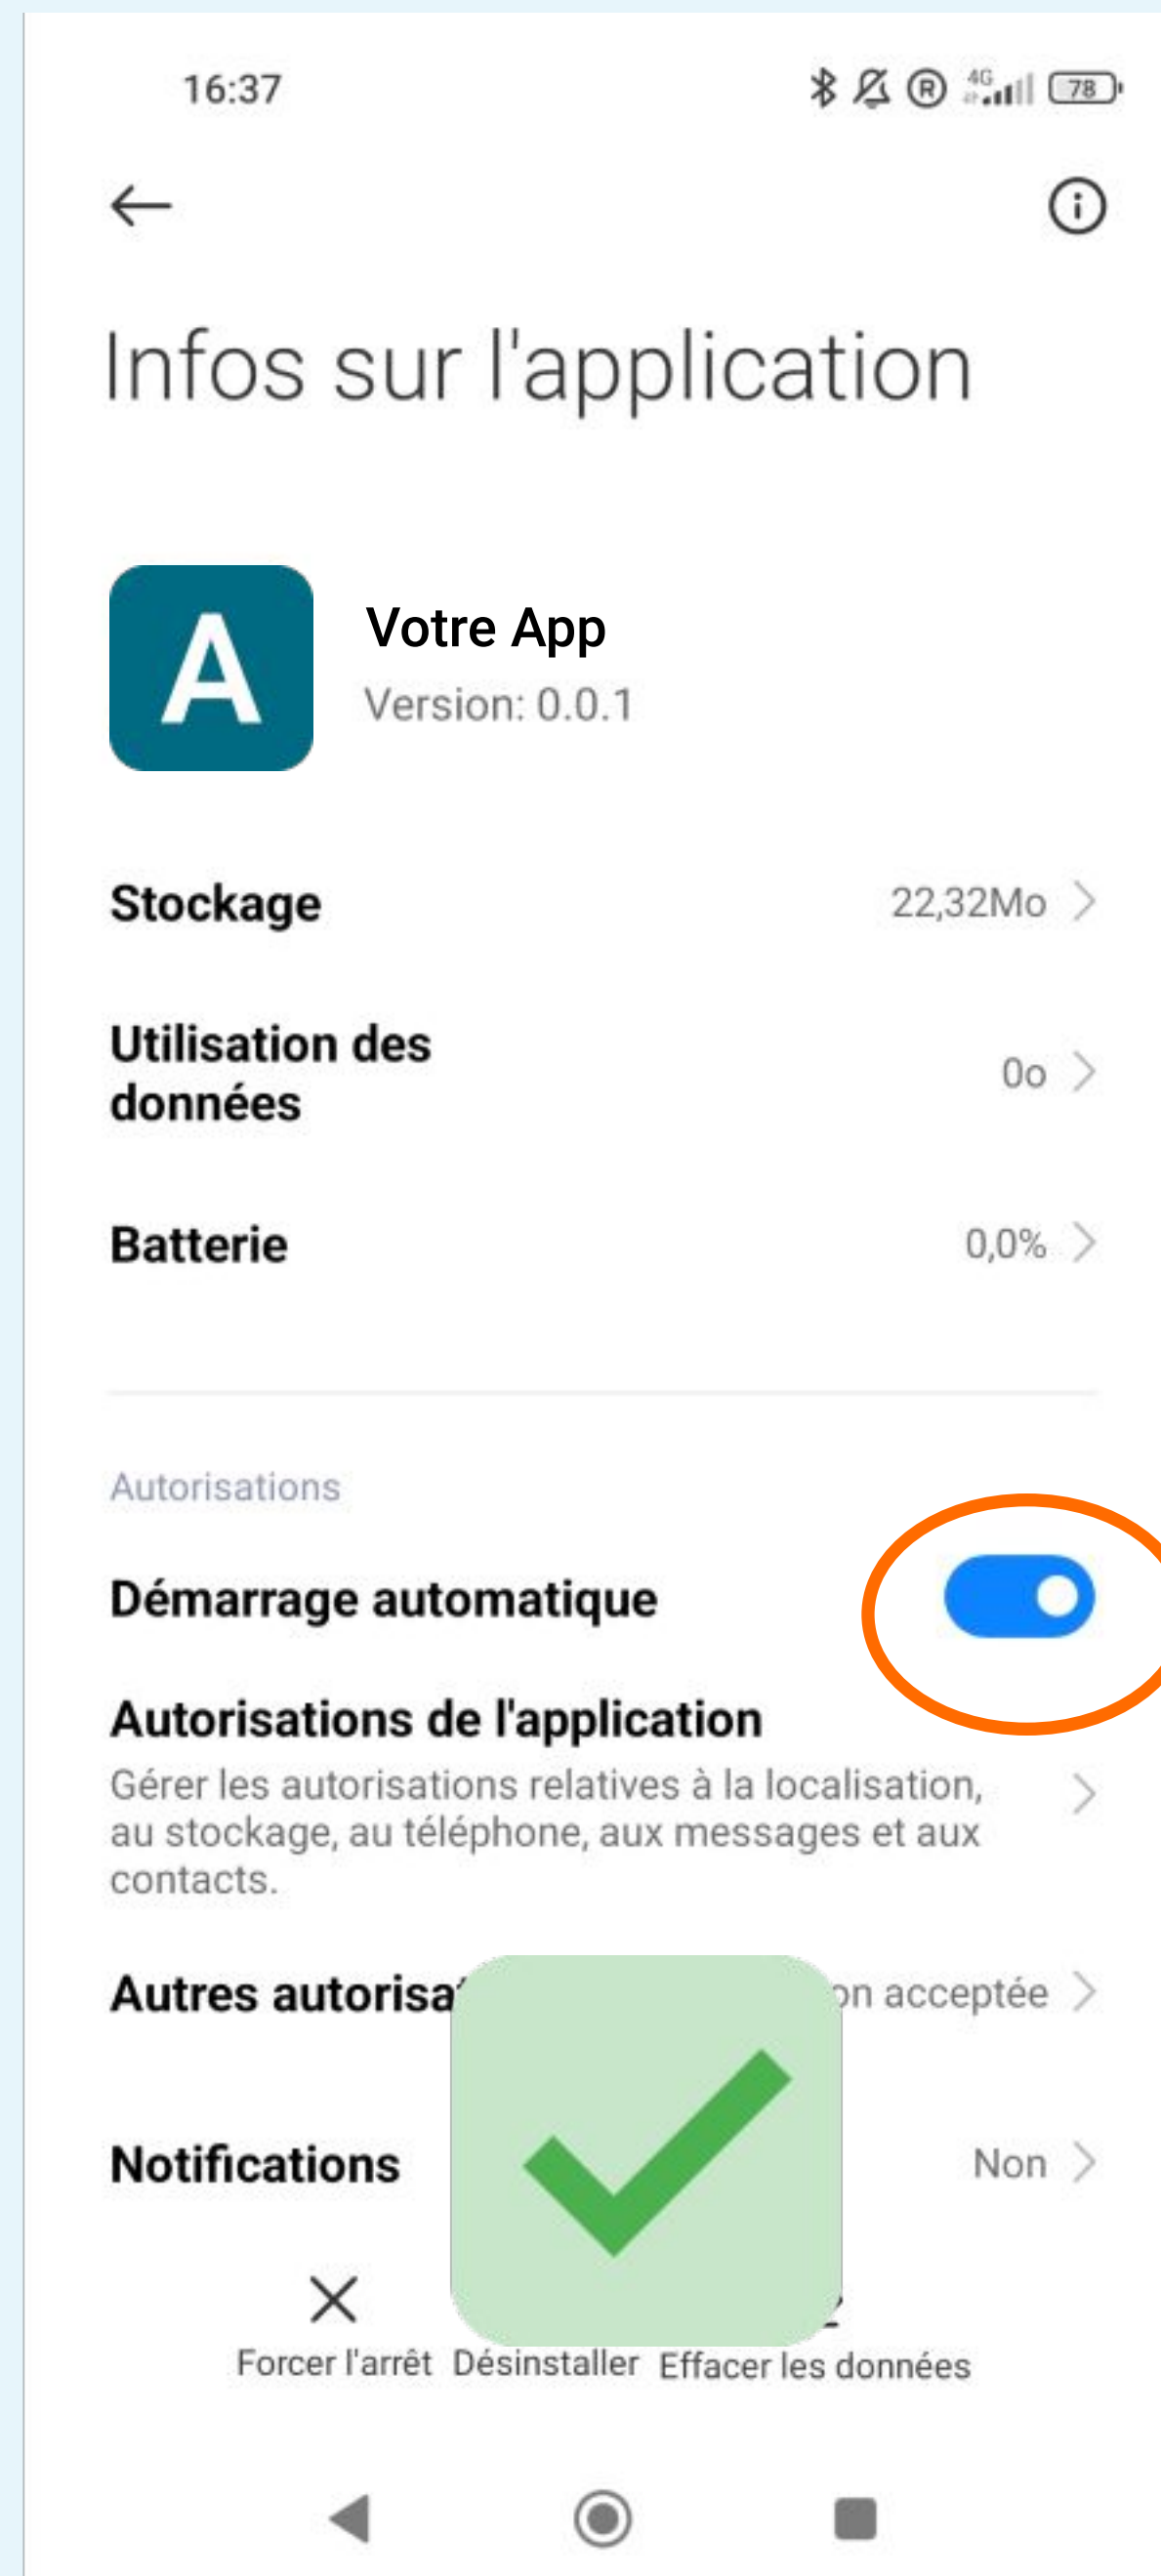 16:37
R 4G 78
Infos sur l'application
A
Votre App
Version: 0.0.1
Stockage 22,32Mo
Utilisation des
données
0o
Batterie 0,0%
Autorisations
Démarrage automatique
Autorisations de l'application
Gérer les autorisations relatives à la localisation,
au stockage, au téléphone, aux messages et aux
contacts.
Autres acceptée
Notifications Non
Forcer l'arrêt Désinstaller Effacer les données